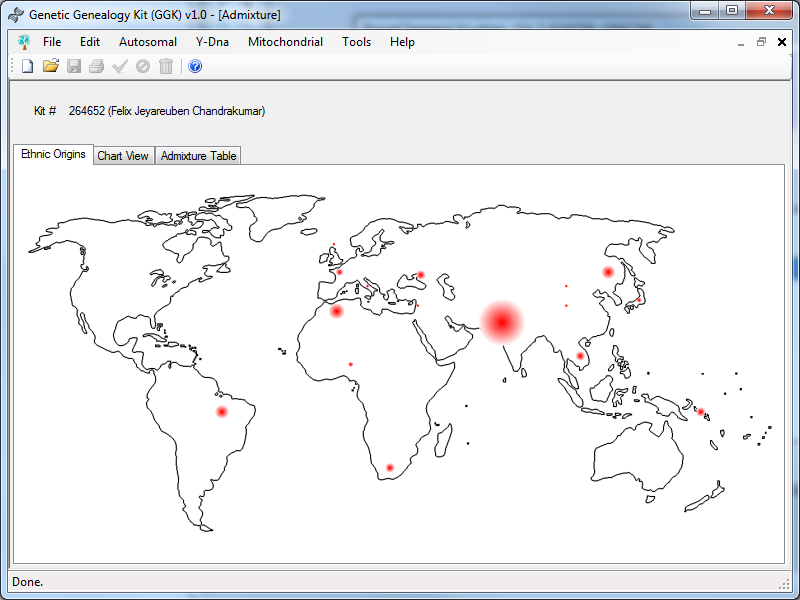 Genetic Genealogy Kit (GGK) v1.0 - [Admixture]
File Edit Autosomal Y-Dna Mitochondrial Tools Help
Kit # 264652 (Felix Jeyareuben Chandrakumar)
Ethnic Origins Chart View Admixture Table
Done.